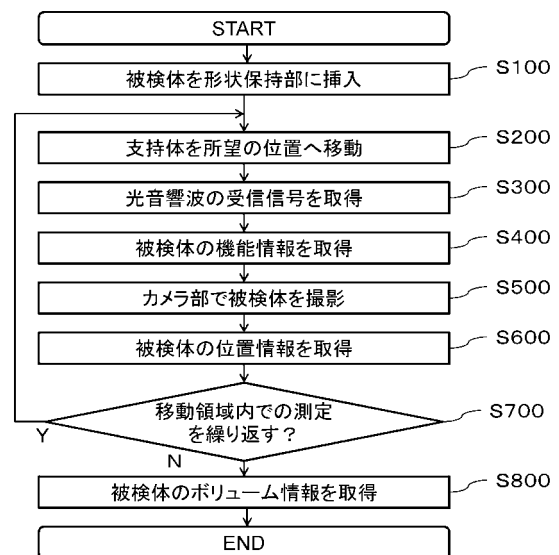 START
被検体を形状保持部に挿入
S100
支持体を所望の位置へ移動
S200
光音響波の受信信号を取得
S300
被検体の機能情報を取得
S400
カメラ部で被検体を撮影
S500
被検体の位置情報を取得
S600
移動領域内での測定
を繰り返す?
S700
Y
N
被検体のボリューム情報を取得
S800
END